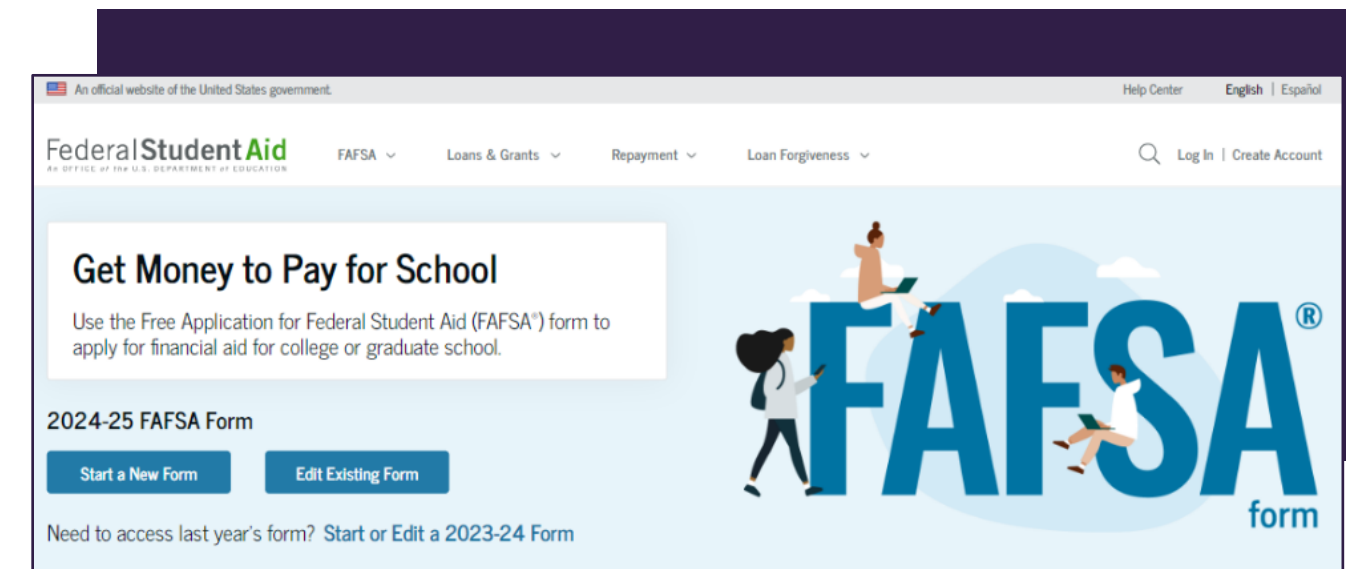 An official website of the United States government.
Help Center English | Español
Federal Student Aid
An OFFICE of the U.S. DEPARTMENT of EDUCATION
FAFSA Loans & Grants Repayment Loan Forgiveness Log In | Create Account
Get Money to Pay for School
Use the Free Application for Federal Student Aid (FAFSA®) form to
apply for financial aid for college or graduate school.
2024-25 FAFSA Form
Start a New Form Edit Existing Form
Need to access last year's form? Start or Edit a 2023-24 Form
FAFSA®
form